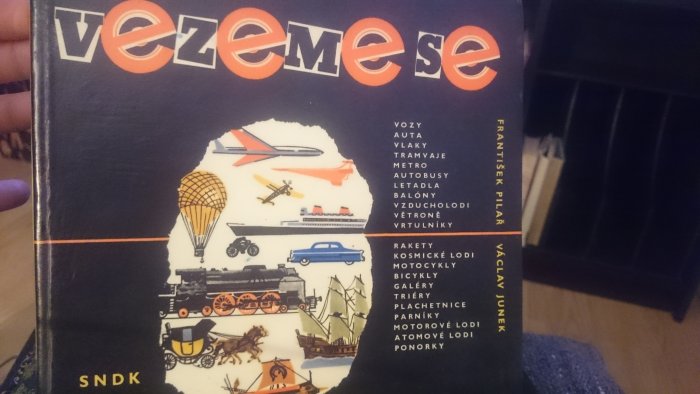 VEZEME SE
VOZY
AUTA
VLAKY
TRAMVAJE
METRO
AUTOBUSY
LETADLA
BALÓNY
VZDUCHOLODI
VĚTRONĚ
VRTULNÍKY
FRANTIŠEK PILAŘ
RAKETY
KOSMICKÉ LODI
MOTOCYKLY
BICYKLY
GALÉRY
TRIÉRY
PLACHETNICE
PARNÍKY
MOTOROVÉ LODI
ATOMOVÉ LODI
PONORKY
VÁCLAV JUNEK
SNDK